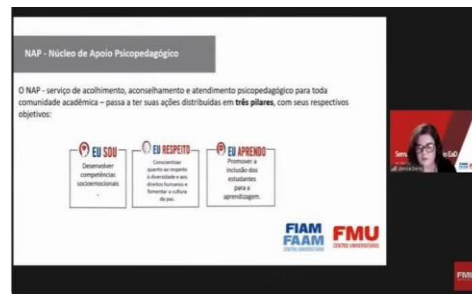 NAP - Núcleo de Apoio Psicopedagógico
O NAP - serviço de acolhimento, aconselhamento e atendimento psicopedagógico para toda
comunidade acadêmica – passa a ter suas ações distribuídas em três pilares, com seus respectivos
objetivos:
EU SOU
Desenvolver
competências
socioemocionais
.
EU RESPEITO
Conscientizar
quanto ao respeito
à diversidade e aos
direitos humanos e
fomentar a cultura
da paz.
EU APRENDO
Promover a
inclusão dos
estudantes
para a
aprendizagem.
FIAM
FAAM
CENTRO UNIVERSITÁRIO
FMU
CENTRO UNIVERSITÁRIO
EaD
FMU